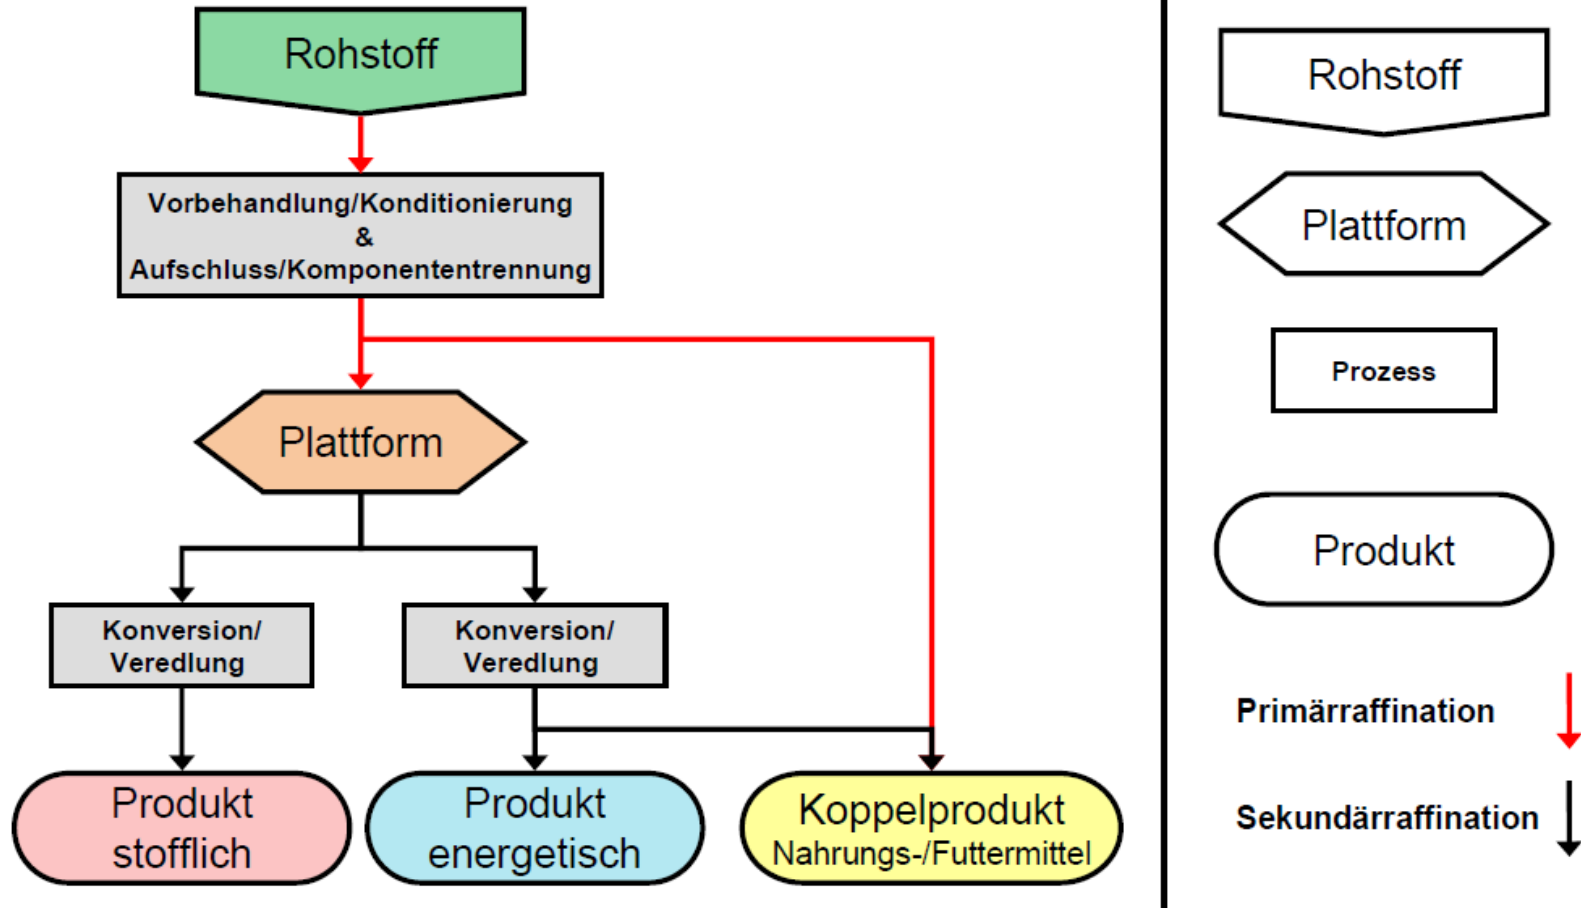 Rohstoff
Vorbehandlung/Konditionierung
&
Aufschluss/Komponententrennung
Plattform
Konversion/
Veredlung
Konversion/
Veredlung
Produkt
stofflich
Produkt
energetisch
Koppelprodukt
Nahrungs-/Futtermittel
Rohstoff
Plattform
Prozess
Produkt
Primärraffination
Sekundärraffination